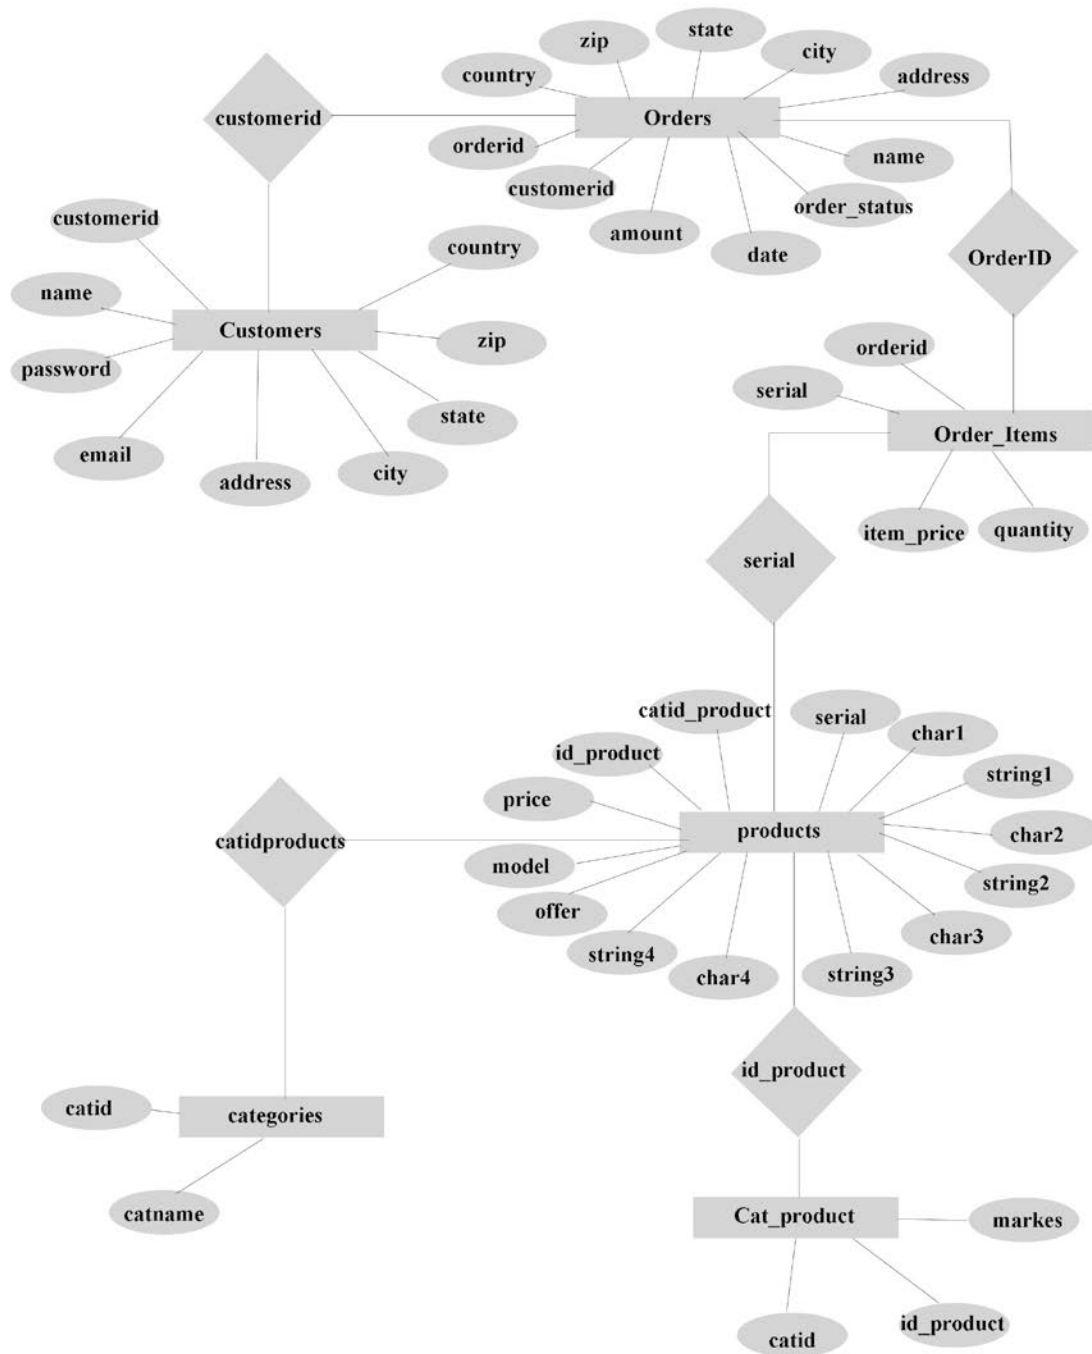 state
zip
city
country
address
customerid
Orders
orderid
name
customerid
order_status
amount
date
customerid
country
OrderID
name
Customers
zip
orderid
password
serial
state
Order_Items
email
city
address
item_price
quantity
serial
catid_product
serial
char1
id_product
string1
price
products
char2
catidproducts
model
string2
offer
char3
string4
char4
string3
id_product
catid
categories
catname
Cat_product
markes
id_product
catid